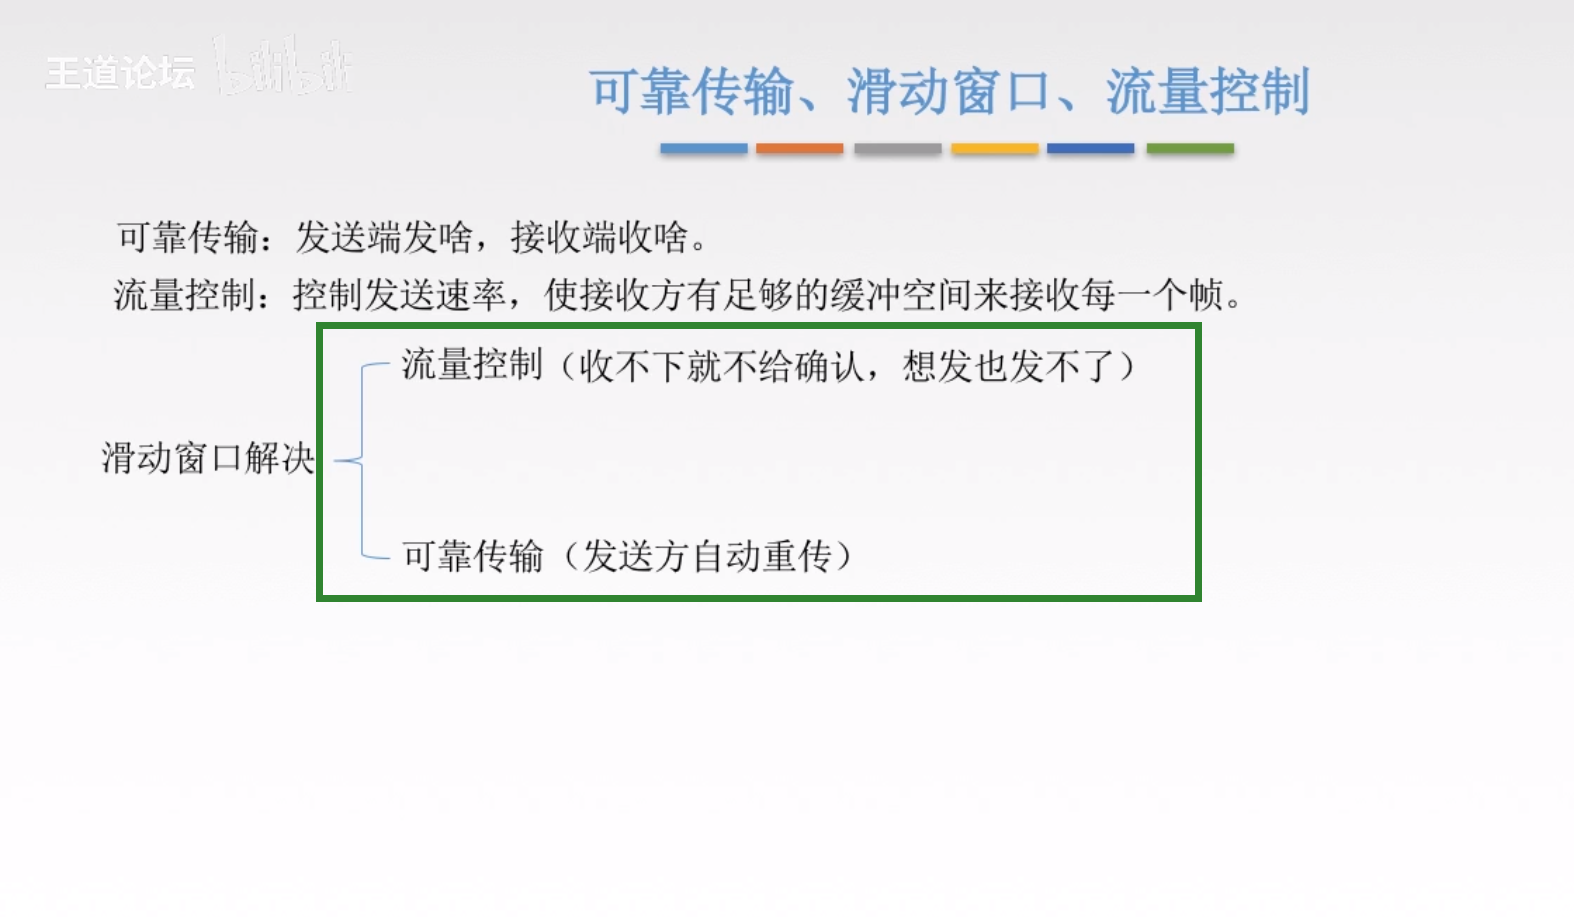 王道论坛 bilibili
可靠传输、滑动窗口、流量控制
可靠传输：发送端发啥，接收端收啥。
流量控制：控制发送速率，使接收方有足够的缓冲空间来接收每一个帧。
流量控制（收不下就不给确认，想发也发不了）
滑动窗口解决
可靠传输（发送方自动重传）